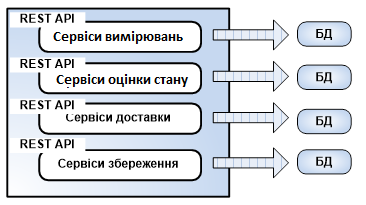 REST API
Сервіси вимірювань
БД
REST API
Сервіси оцінки стану
БД
REST API
Сервіси доставки
БД
REST API
Сервіси збереження
БД